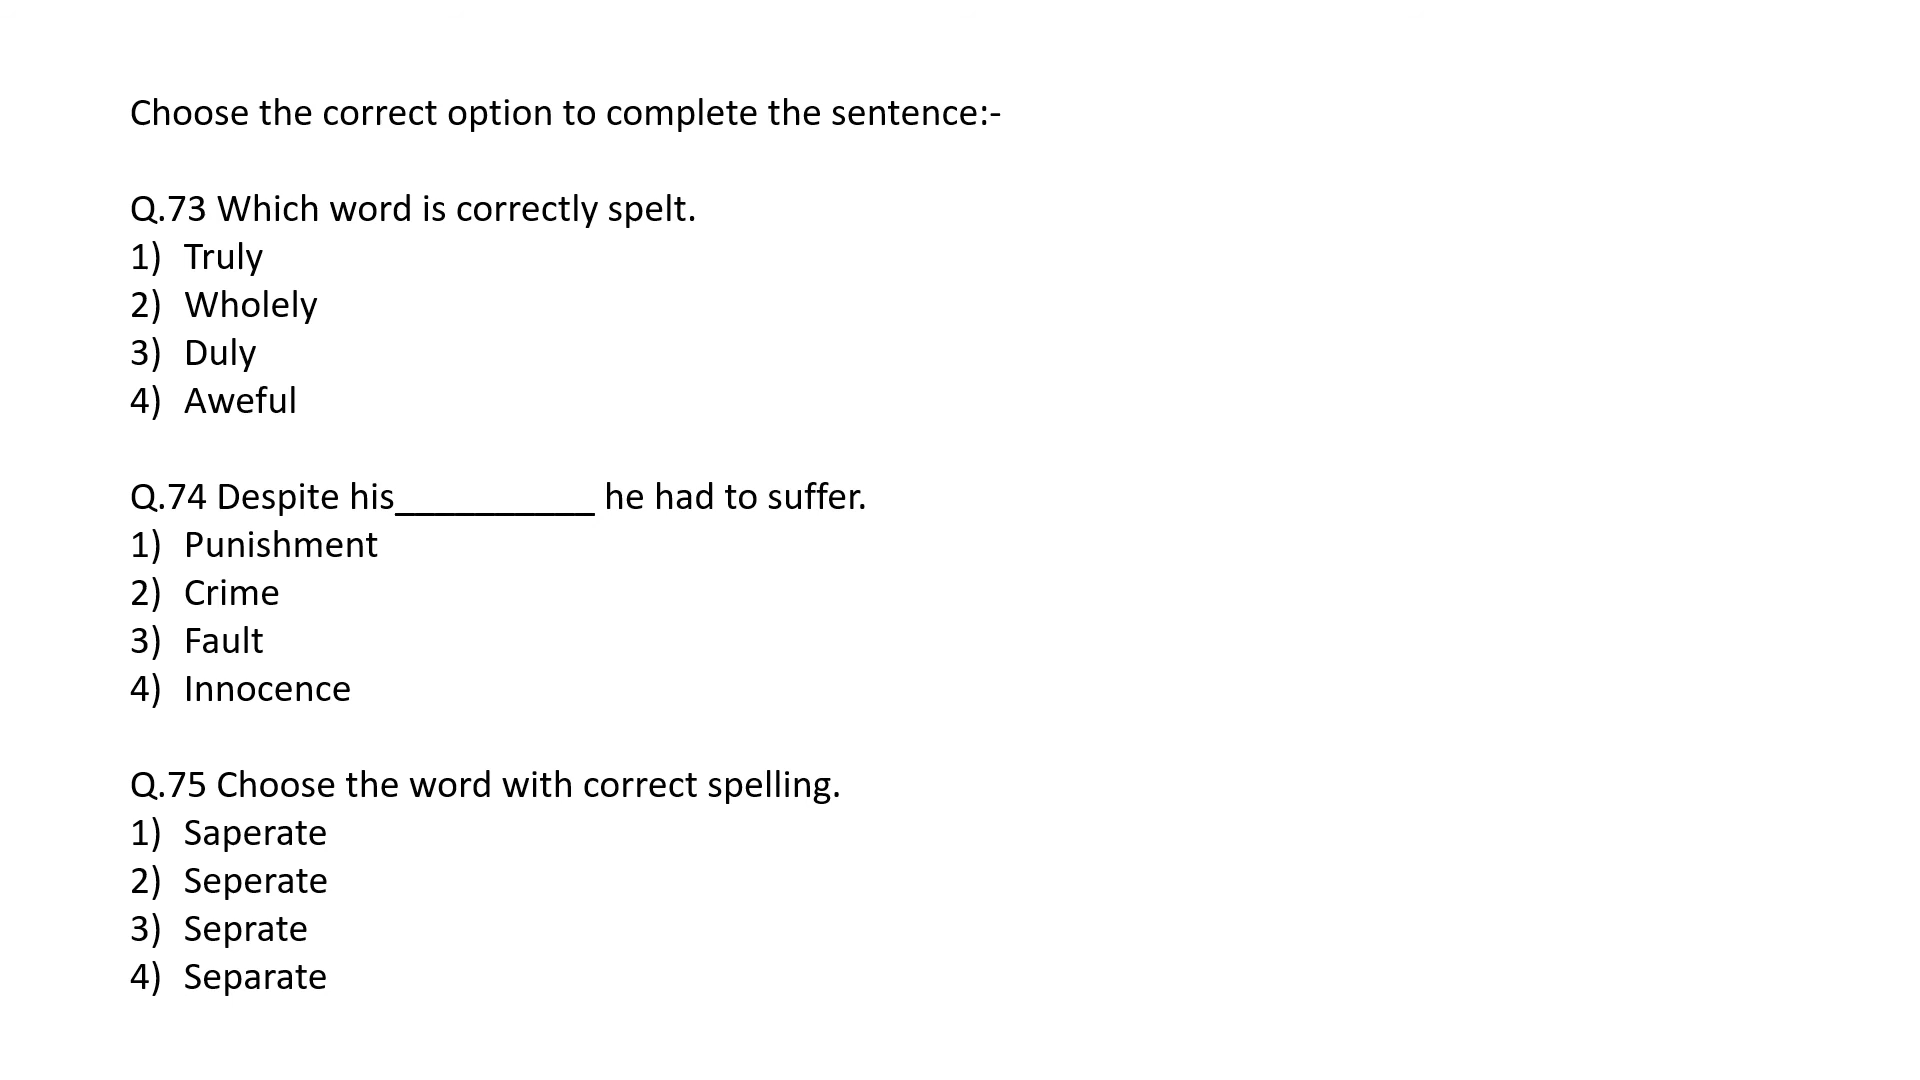 Choose the correct option to complete the sentence:-
Q.73 Which word is correctly spelt.
1) Truly
2) Wholely
3) Duly
4) Aweful
Q.74 Despite his__________ he had to suffer.
1) Punishment
2) Crime
3) Fault
4) Innocence
Q.75 Choose the word with correct spelling.
1) Saperate
2) Seperate
3) Seprate
4) Separate